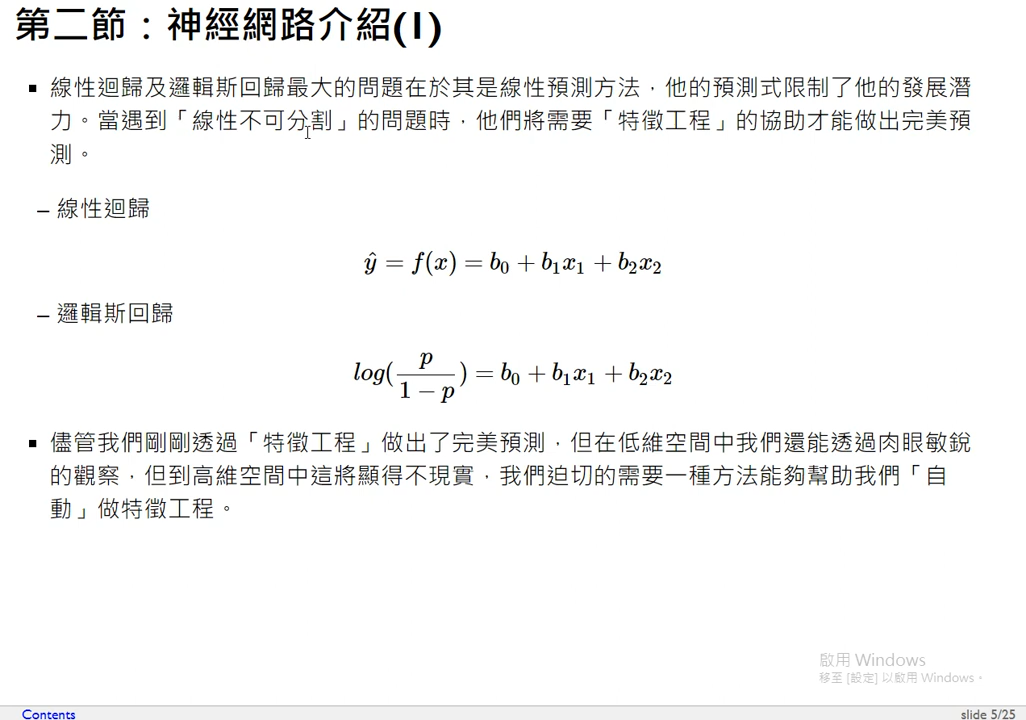 第二節：神經網路介紹(1)
▪ 線性迴歸及邏輯斯回歸最大的問題在於其是線性預測方法，他的預測式限制了他的發展潛
力。當遇到「線性不可分割」的問題時，他們將需要「特徵工程」的協助才能做出完美預
測。
– 線性迴歸
ŷ = f(x) = b₀ + b₁x₁ + b₂x₂
– 邏輯斯回歸
log(p/(1 − p)) = b₀ + b₁x₁ + b₂x₂
▪ 儘管我們剛剛透過「特徵工程」做出了完美預測，但在低維空間中我們還能透過肉眼敏銳
的觀察，但到高維空間中這將顯得不現實，我們迫切的需要一種方法能夠幫助我們「自
動」做特徵工程。
啟用 Windows
移至 [設定] 以啟用 Windows。
Contents
slide 5/25